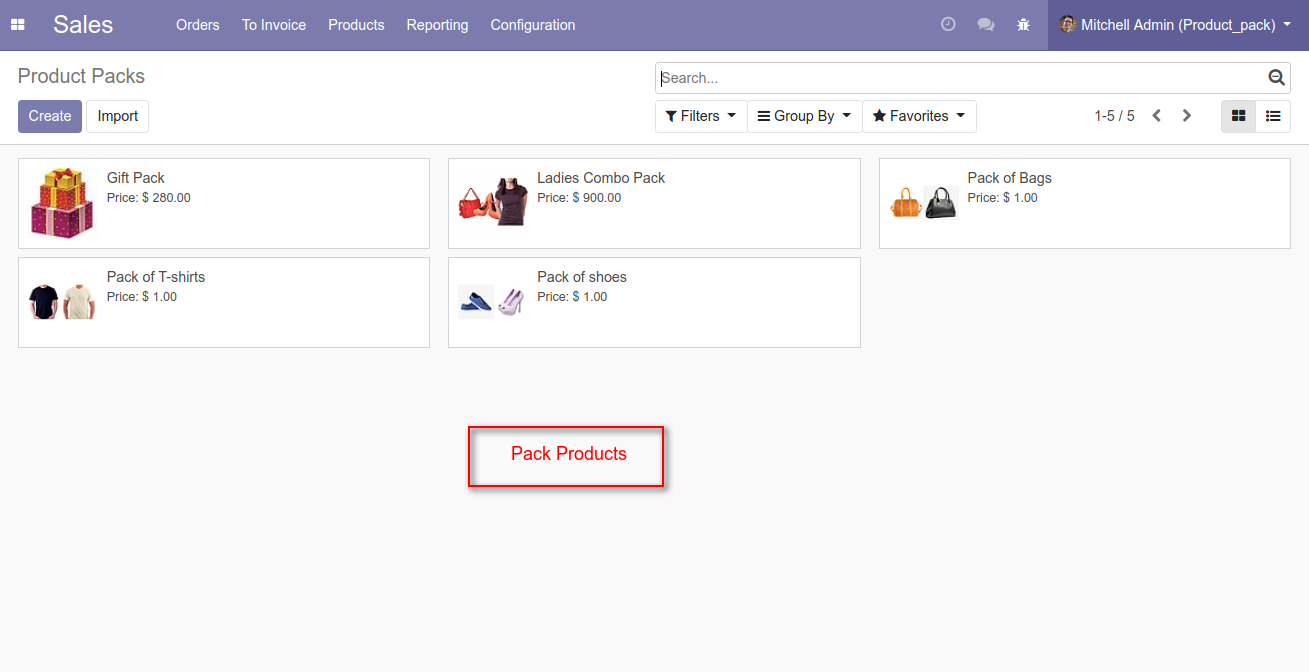 Sales Orders To Invoice Products Reporting Configuration Mitchell Admin (Product_pack)
Product Packs
Search...
Create Import
Filters Group By Favorites 1-5 / 5
Gift Pack
Price: $ 280.00
Ladies Combo Pack
Price: $ 900.00
Pack of Bags
Price: $ 1.00
Pack of T-shirts
Price: $ 1.00
Pack of shoes
Price: $ 1.00
Pack Products